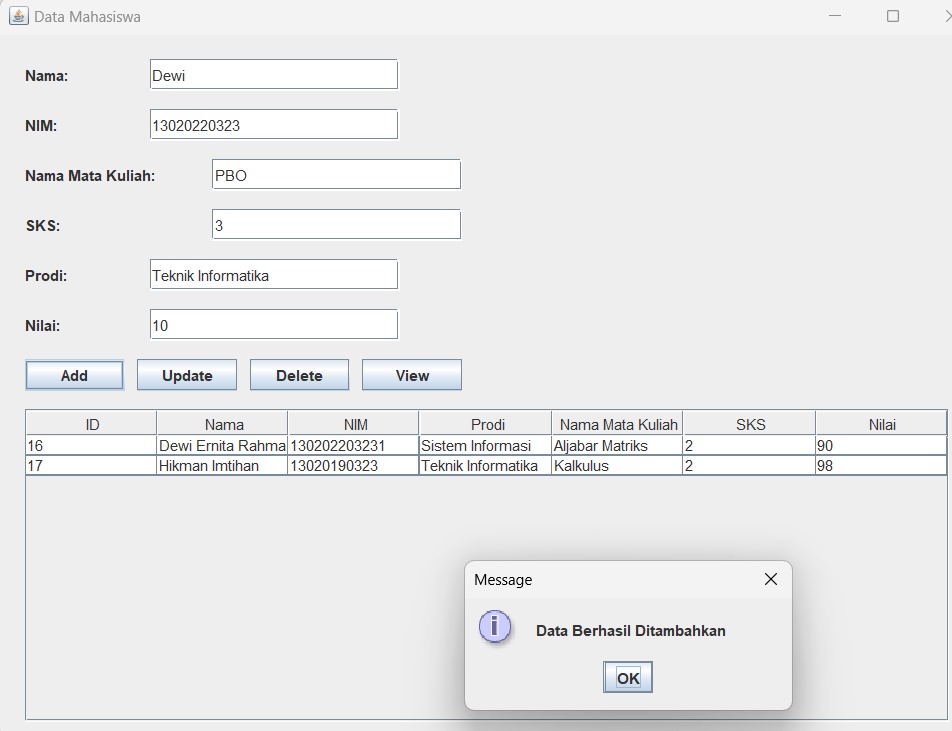 Data Mahasiswa
Nama: Dewi
NIM: 13020220323
Nama Mata Kuliah: PBO
SKS: 3
Prodi: Teknik Informatika
Nilai: 10
Add Update Delete View
ID Nama NIM Prodi Nama Mata Kuliah SKS Nilai
16 Dewi Ernita Rahma 130202203231 Sistem Informasi Aljabar Matriks 2 90
17 Hikman Imtihan 13020190323 Teknik Informatika Kalkulus 2 98
Message
i Data Berhasil Ditambahkan
OK